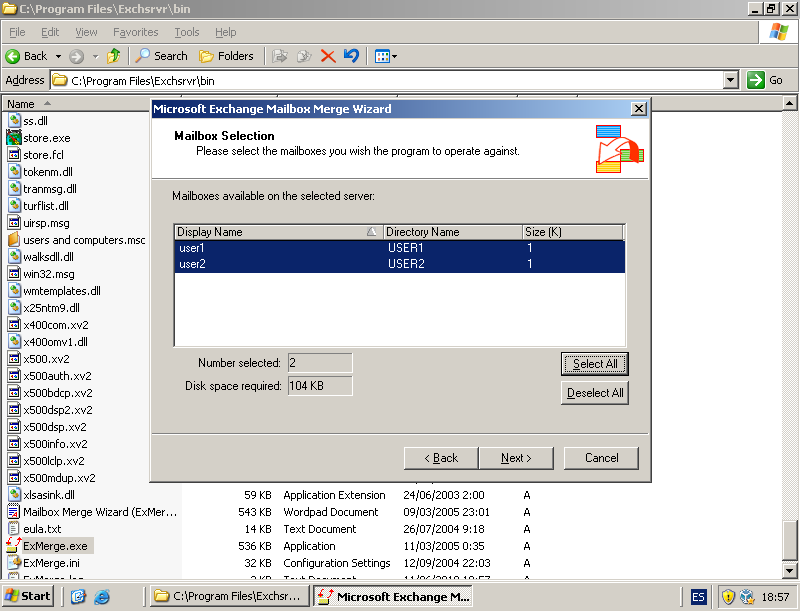 C:\Program Files\Exchsrvr\bin
File Edit View Favorites Tools Help
Back Search Folders
Address C:\Program Files\Exchsrvr\bin Go
Name
ss.dll
store.exe
store.fcl
tokenm.dll
tranmsg.dll
turflist.dll
uirsp.msg
users and computers.msc
walksdll.dll
win32.msg
wmtemplates.dll
x25ntm9.dll
x400com.xv2
x400omv1.dll
x500.xv2
x500auth.xv2
x500bdcp.xv2
x500dsp2.xv2
x500dsp.xv2
x500info.xv2
x500lclp.xv2
x500mdup.xv2
Microsoft Exchange Mailbox Merge Wizard
Mailbox Selection
Please select the mailboxes you wish the program to operate against.
Mailboxes available on the selected server:
Display Name Directory Name Size (K)
user1 USER1 1
user2 USER2 1
Number selected: 2
Select All
Disk space required: 104 KB
Deselect All
< Back Next > Cancel
xlsasink.dll 59 KB Application Extension 24/06/2003 2:00 A
Mailbox Merge Wizard (ExMer... 543 KB Wordpad Document 09/03/2005 23:01 A
eula.txt 14 KB Text Document 26/07/2004 9:18 A
ExMerge.exe 536 KB Application 11/03/2005 0:35 A
ExMerge.ini 32 KB Configuration Settings 12/09/2004 22:03 A
Start C:\Program Files\Exchsr... Microsoft Exchange M... ES 18:57